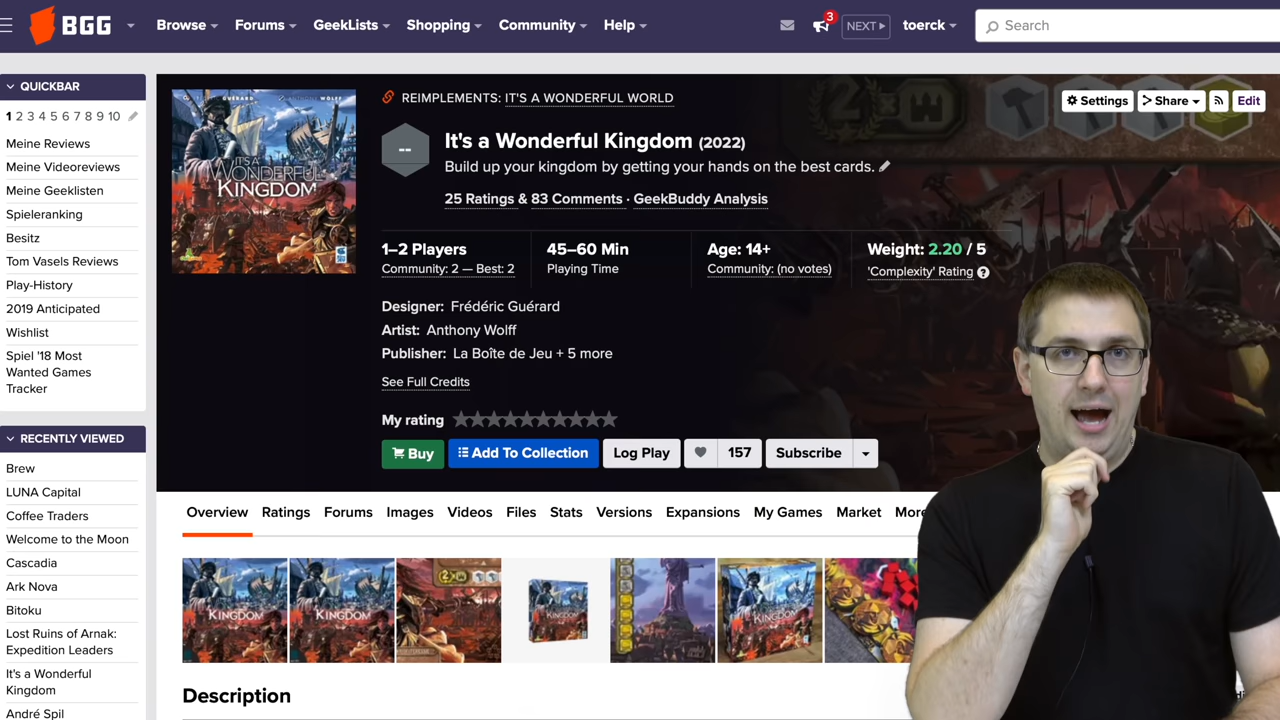 BGG
Browse
Forums
GeekLists
Shopping
Community
Help
3
NEXT
toerck
Search
QUICKBAR
1 2 3 4 5 6 7 8 9 10
Meine Reviews
Meine Videoreviews
Meine Geeklisten
Spieleranking
Besitz
Tom Vasels Reviews
Play-History
2019 Anticipated
Wishlist
Spiel '18 Most
Wanted Games
Tracker
RECENTLY VIEWED
Brew
LUNA Capital
Coffee Traders
Welcome to the Moon
Cascadia
Ark Nova
Bitoku
Lost Ruins of Arnak:
Expedition Leaders
It's a Wonderful
Kingdom
André Spil
GUÉRARD
WOLFF
IT'S A
WONDERFUL
KINGDOM
REIMPLEMENTS: IT'S A WONDERFUL WORLD
Settings
Share
Edit
--
It's a Wonderful Kingdom (2022)
Build up your kingdom by getting your hands on the best cards.
25 Ratings & 83 Comments · GeekBuddy Analysis
1–2 Players
Community: 2 — Best: 2
45–60 Min
Playing Time
Age: 14+
Community: (no votes)
Weight: 2.20 / 5
'Complexity' Rating ?
Designer: Frédéric Guérard
Artist: Anthony Wolff
Publisher: La Boîte de Jeu + 5 more
See Full Credits
My rating
Buy
Add To Collection
Log Play
157
Subscribe
Overview
Ratings
Forums
Images
Videos
Files
Stats
Versions
Expansions
My Games
Market
More
KINGDOM
KINGDOM
KINGDOM
Description